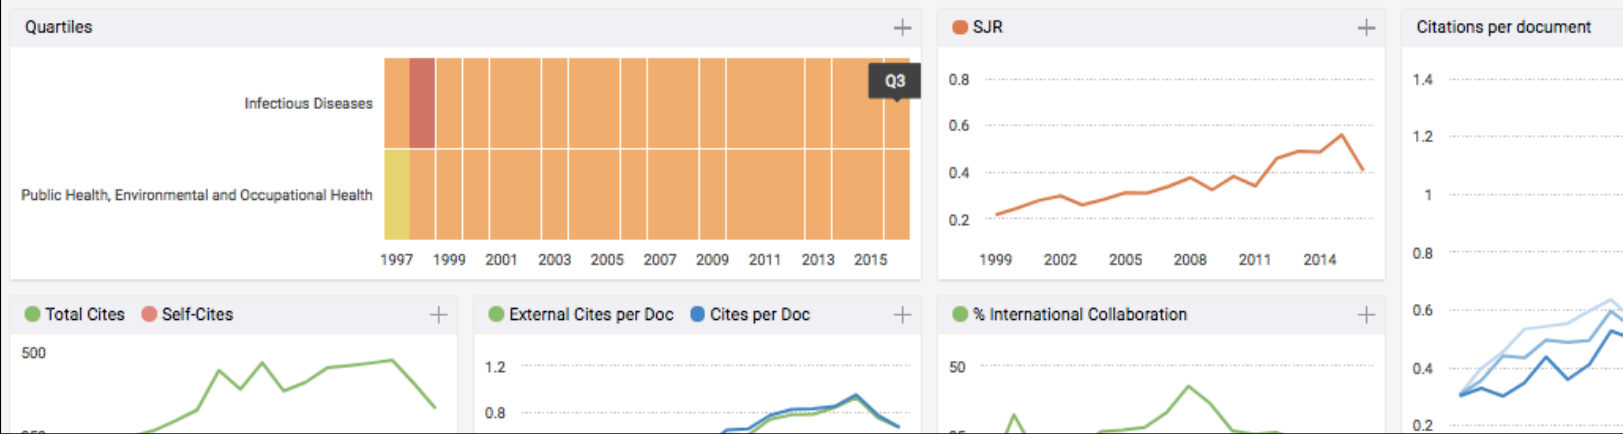 Quartiles
Q3
Infectious Diseases
Public Health, Environmental and Occupational Health
1997 1999 2001 2003 2005 2007 2009 2011 2013 2015
SJR
0.8
0.6
0.4
0.2
1999 2002 2005 2008 2011 2014
Citations per document
1.4
1.2
1
0.8
0.6
0.4
0.2
Total Cites Self-Cites
500
External Cites per Doc Cites per Doc
1.2
0.8
% International Collaboration
50